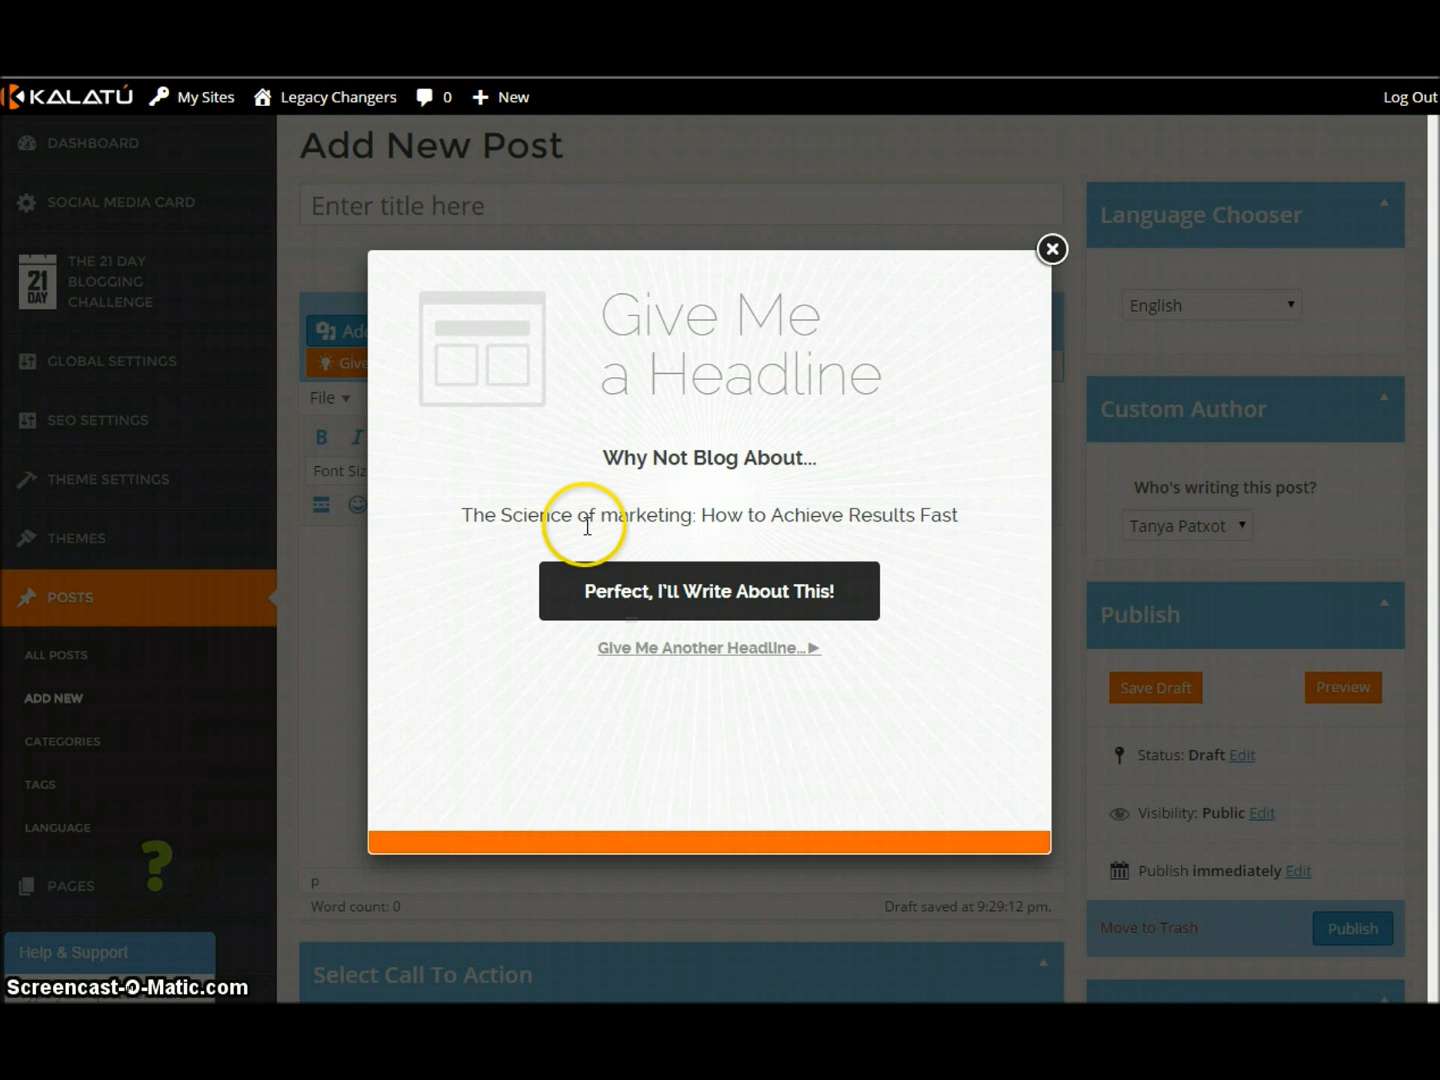 KALATÚ My Sites Legacy Changers 0 New Log Out
DASHBOARD
SOCIAL MEDIA CARD
21 DAY
THE 21 DAY
BLOGGING
CHALLENGE
GLOBAL SETTINGS
SEO SETTINGS
THEME SETTINGS
THEMES
POSTS
ALL POSTS
ADD NEW
CATEGORIES
TAGS
LANGUAGE
?
PAGES
Help & Support
Screencast-O-Matic.com
Add New Post
Enter title here
Give
File
B I
Font Siz
Give Me
a Headline
Why Not Blog About...
The Science of marketing: How to Achieve Results Fast
Perfect, I'll Write About This!
Give Me Another Headline...
p
Word count: 0 Draft saved at 9:29:12 pm.
Select Call To Action
Language Chooser
English
Custom Author
Who's writing this post?
Tanya Patxot
Publish
Save Draft Preview
Status: Draft Edit
Visibility: Public Edit
Publish immediately Edit
Move to Trash Publish